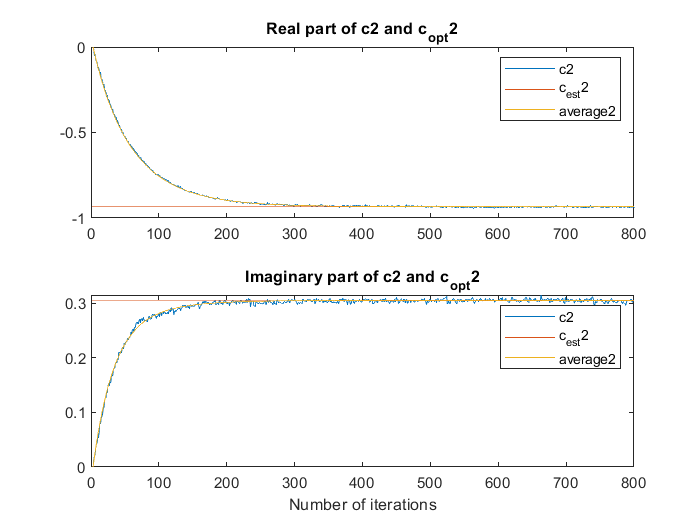 Real part of c2 and c_opt2
0
-0.5
-1
c2
c_est2
average2
0 100 200 300 400 500 600 700 800
Imaginary part of c2 and c_opt2
0.3
0.2
0.1
0
c2
c_est2
average2
0 100 200 300 400 500 600 700 800
Number of iterations